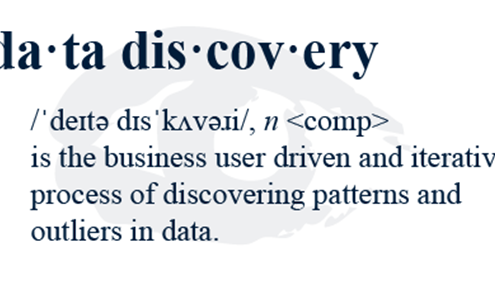 da·ta dis·cov·ery
/ˈdeɪtə dɪsˈkʌvəɹi/, n <comp>
is the business user driven and iterativ
process of discovering patterns and
outliers in data.